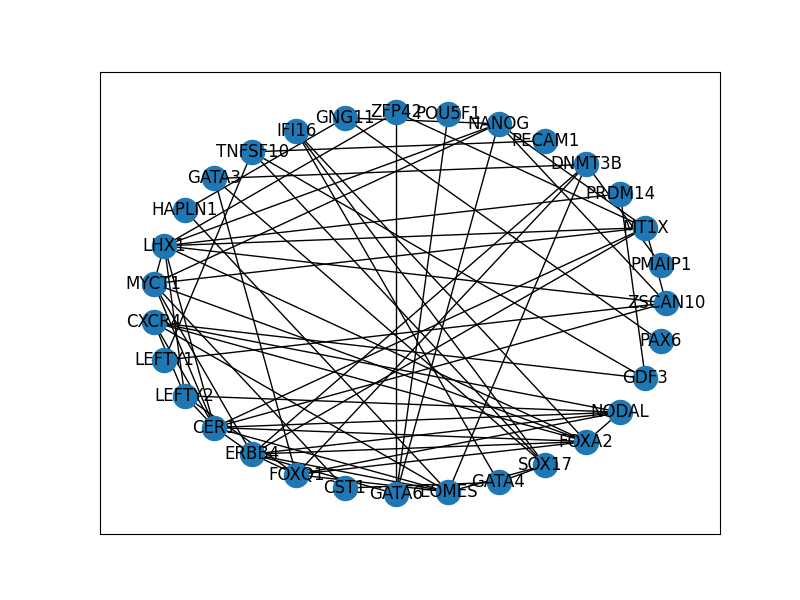 ZFP42
POU5F1
GNG11
NANOG
IFI16
PECAM1
TNFSF10
DNMT3B
GATA3
PRDM14
HAPLN1
LHX1
PMAIP1
MYCT1
ZSCAN10
CXCR4
PAX6
LEFTY1
GDF3
LEFTY2
NODAL
CER1
FOXA2
ERBB4
SOX17
FOXQ1
GATA4
CST1
GATA6
EOMES